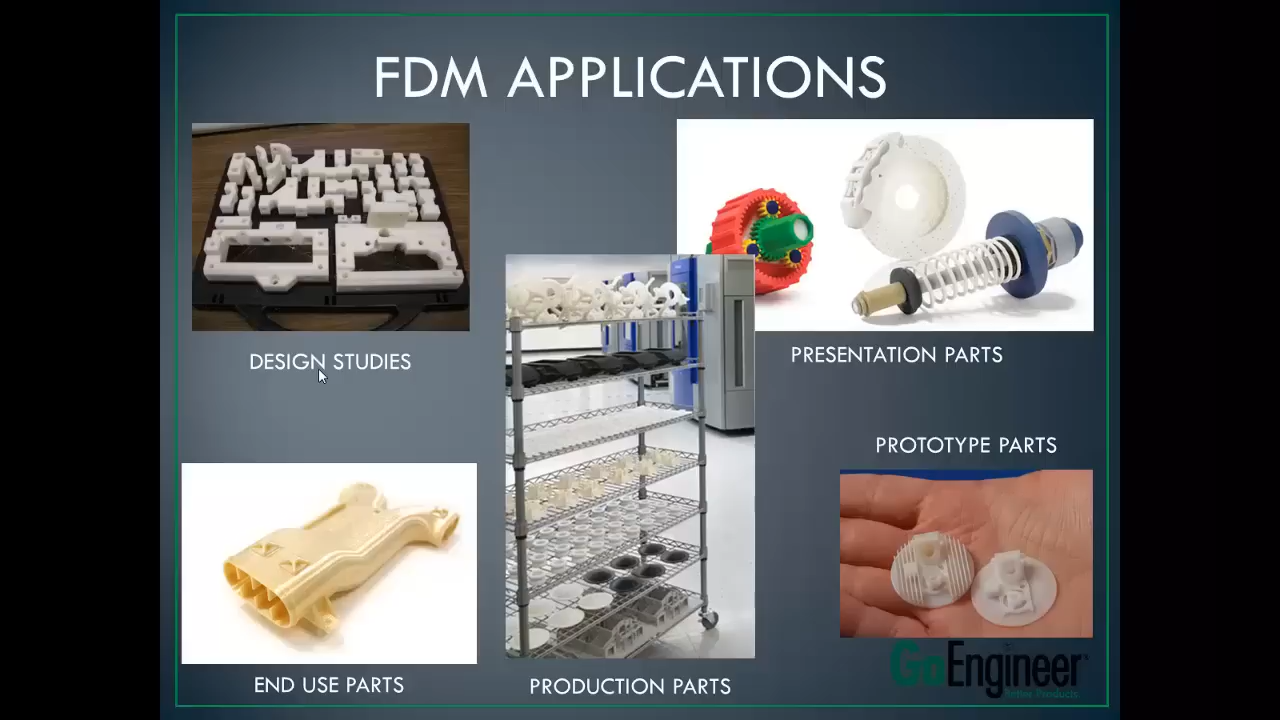 FDM APPLICATIONS
DESIGN STUDIES
PRESENTATION PARTS
PROTOTYPE PARTS
END USE PARTS
PRODUCTION PARTS
GoEngineer